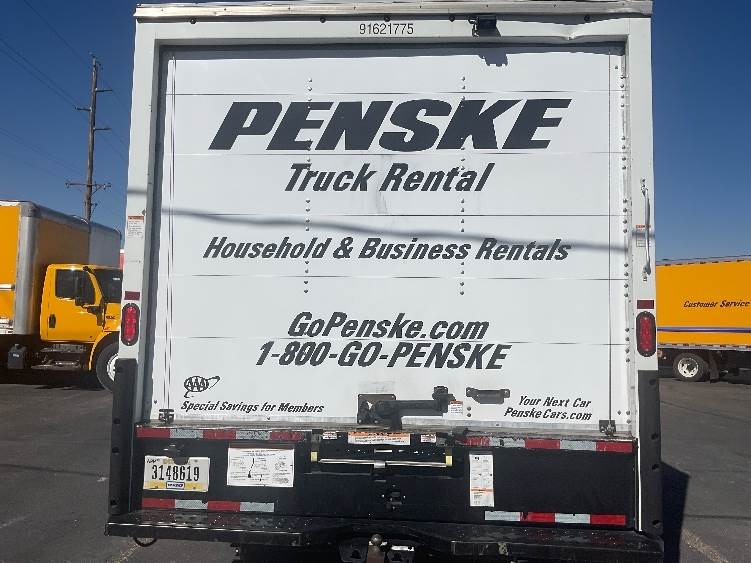 91621775
PENSKE
Truck Rental
Household & Business Rentals
GoPenske.com
1-800-GO-PENSKE
AAA
Special Savings for Members
Your Next Car
PenskeCars.com
3148619
Customer Service